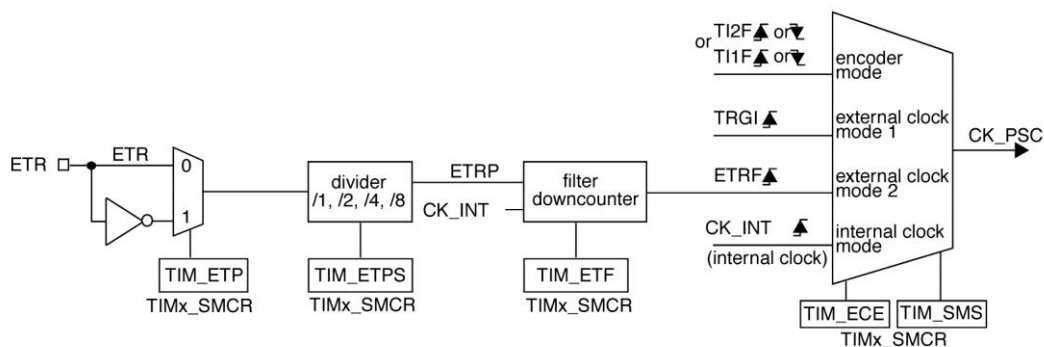 or TI2F or
TI1F or
encoder
mode
TRGI
external clock
mode 1
CK_PSC
ETR
ETR
0
1
divider
/1, /2, /4, /8
ETRP
CK_INT
filter
downcounter
ETRF
external clock
mode 2
CK_INT
(internal clock)
internal clock
mode
TIM_ETP
TIMx_SMCR
TIM_ETPS
TIMx_SMCR
TIM_ETF
TIMx_SMCR
TIM_ECE
TIM_SMS
TIMx_SMCR